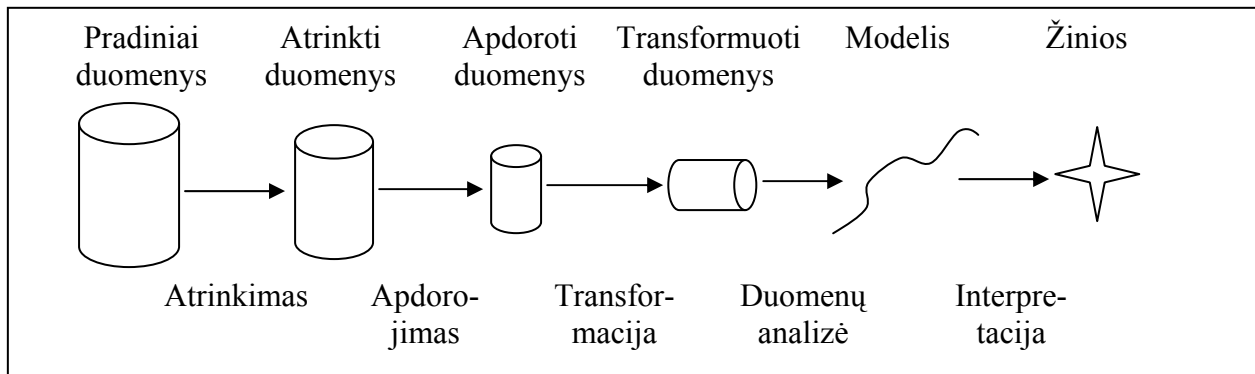 Pradiniai duomenys
Atrinkti duomenys
Apdoroti duomenys
Transformuoti duomenys
Modelis
Žinios
Atrinkimas
Apdoro-
jimas
Transfor-
macija
Duomenų
analizė
Interpre-
tacija